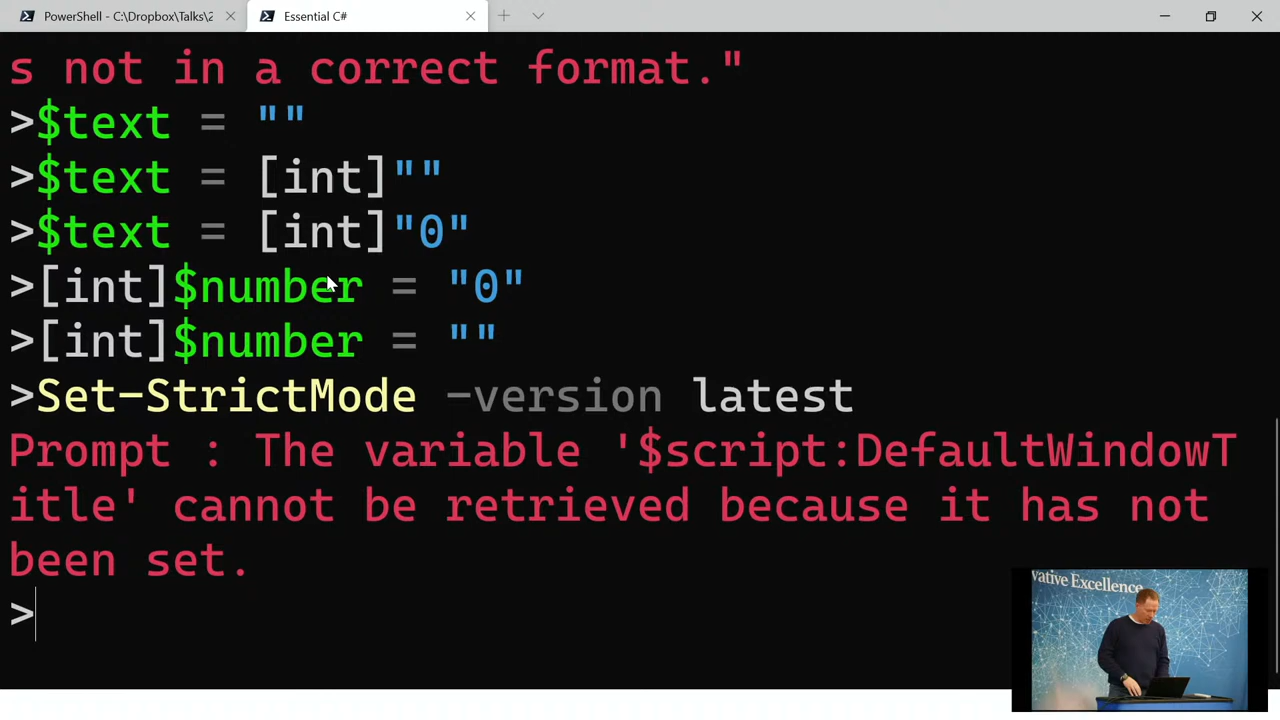 PowerShell - C:\Dropbox\Talks\2
Essential C#
s not in a correct format."
>$text = ""
>$text = [int]""
>$text = [int]"0"
>[int]$number = "0"
>[int]$number = ""
>Set-StrictMode -version latest
Prompt : The variable '$script:DefaultWindowT
itle' cannot be retrieved because it has not
been set.
>
vative Excellence